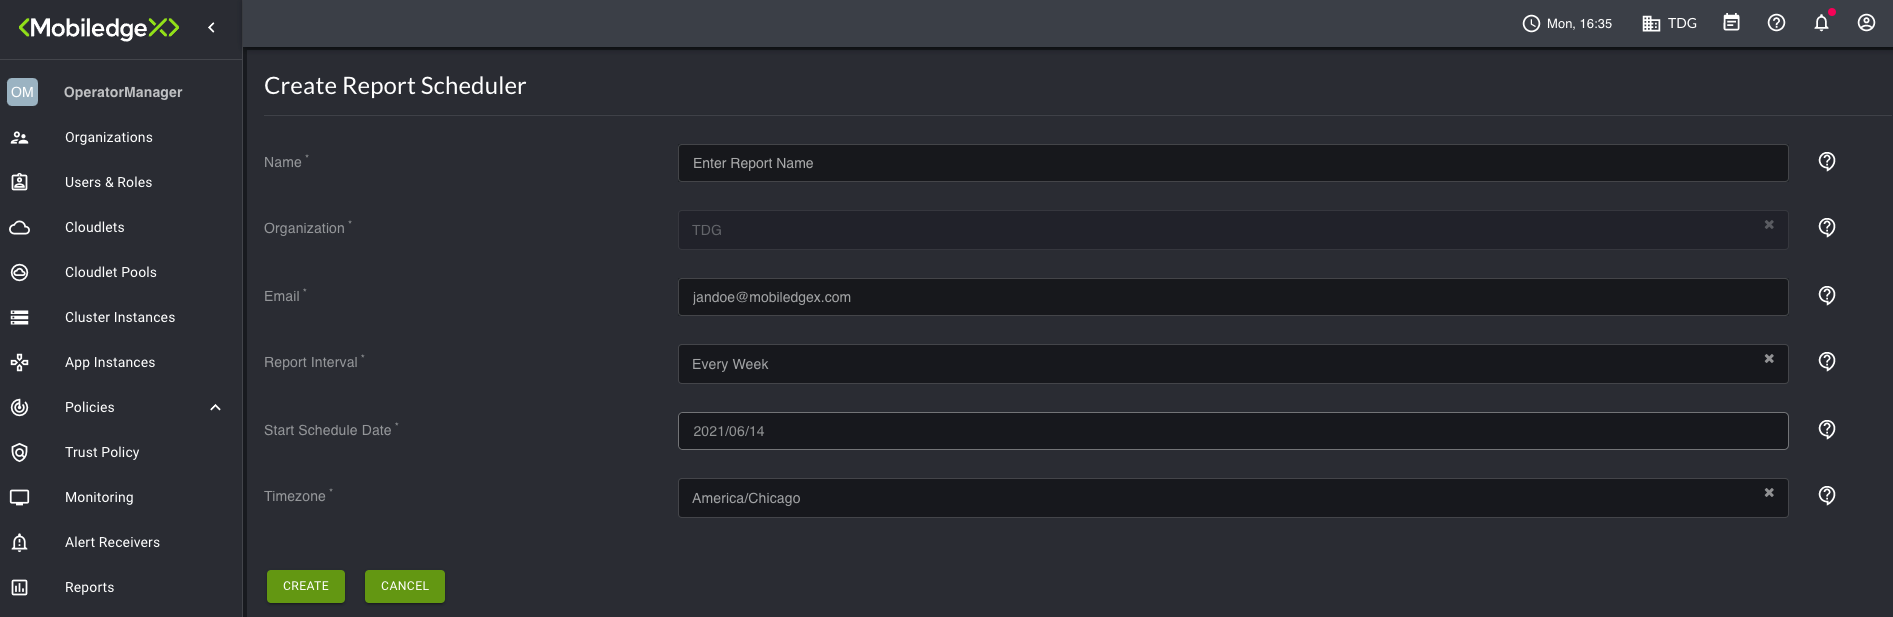 <MobiledgeX>
Mon, 16:35
TDG
OM OperatorManager
Organizations
Users & Roles
Cloudlets
Cloudlet Pools
Cluster Instances
App Instances
Policies
Trust Policy
Monitoring
Alert Receivers
Reports
Create Report Scheduler
Name * Enter Report Name
Organization * TDG
Email * jandoe@mobiledgex.com
Report Interval * Every Week
Start Schedule Date * 2021/06/14
Timezone * America/Chicago
CREATE CANCEL